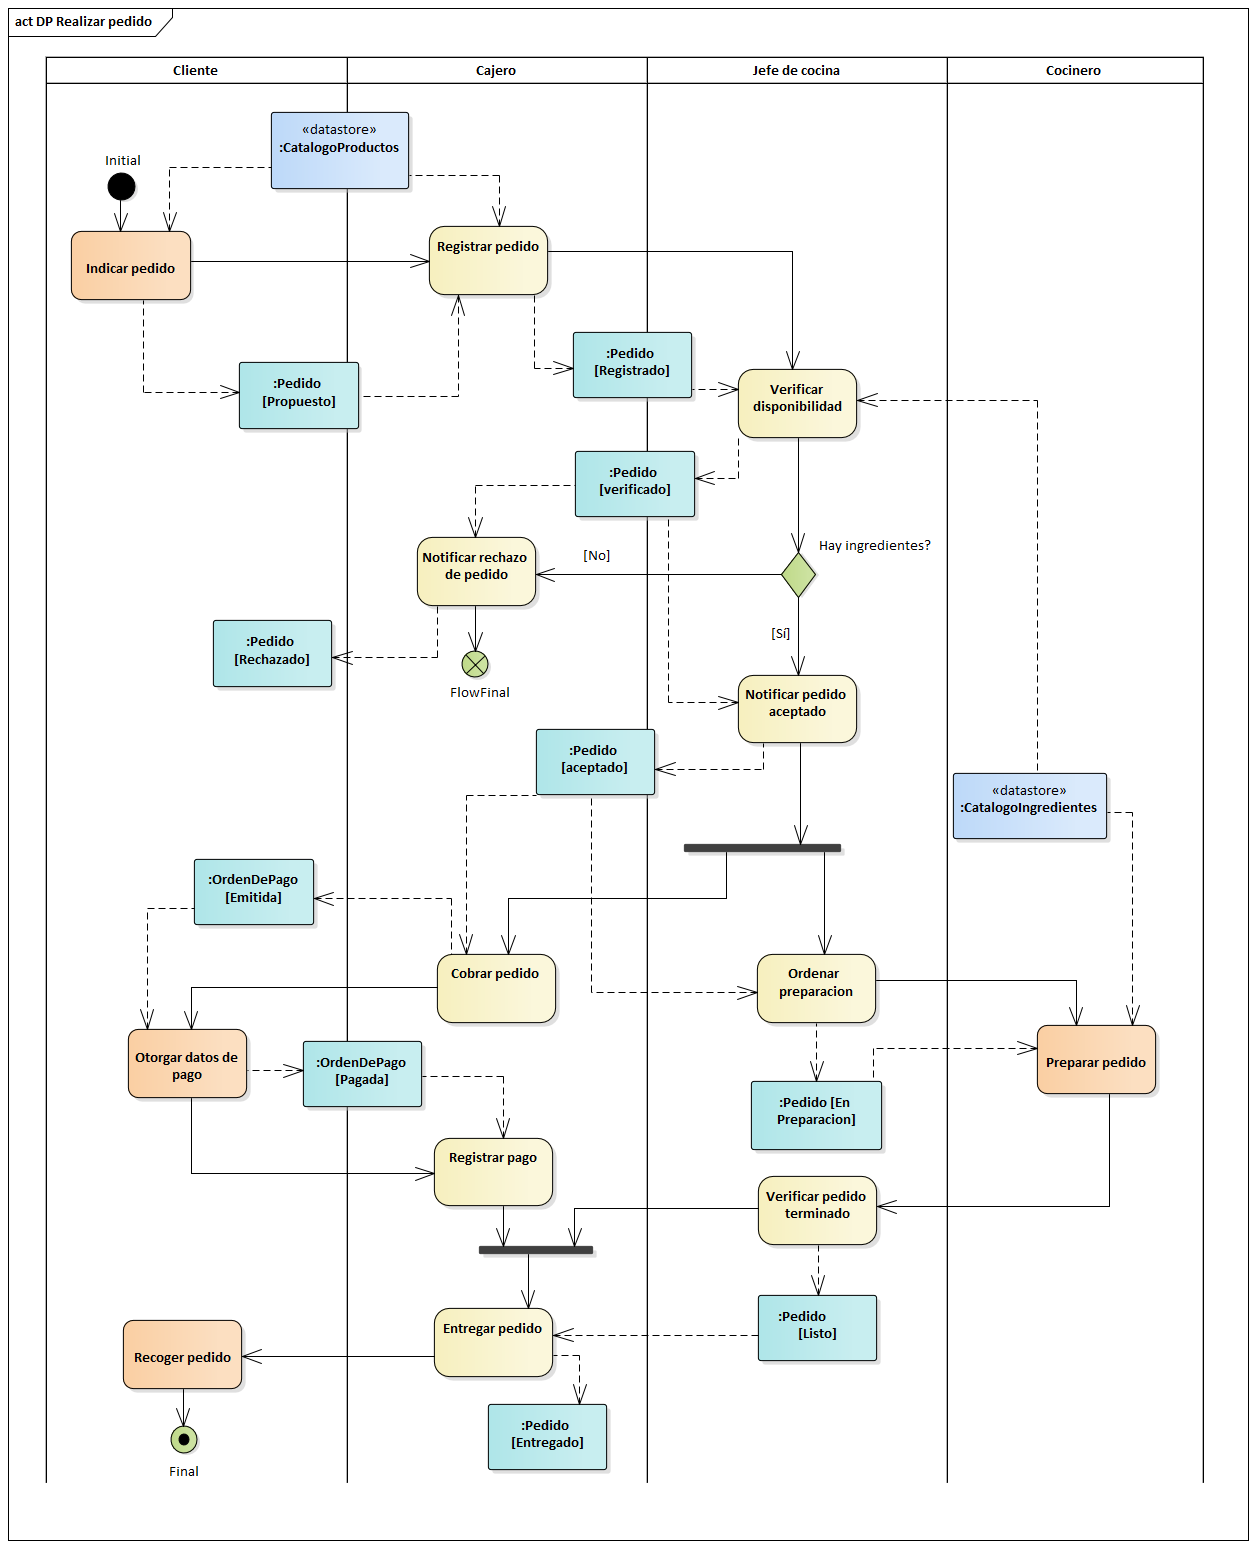 act DP Realizar pedido
Cliente
Cajero
Jefe de cocina
Cocinero
«datastore»
:CatalogoProductos
Initial
Indicar pedido
Registrar pedido
:Pedido
[Registrado]
:Pedido
[Propuesto]
Verificar
disponibilidad
:Pedido
[verificado]
Notificar rechazo
de pedido
[No]
Hay ingredientes?
:Pedido
[Rechazado]
FlowFinal
[Sí]
Notificar pedido
aceptado
:Pedido
[aceptado]
«datastore»
:CatalogoIngredientes
:OrdenDePago
[Emitida]
Cobrar pedido
Ordenar
preparacion
Otorgar datos de
pago
:OrdenDePago
[Pagada]
Preparar pedido
:Pedido [En
Preparacion]
Registrar pago
Verificar pedido
terminado
:Pedido
[Listo]
Entregar pedido
Recoger pedido
:Pedido
[Entregado]
Final